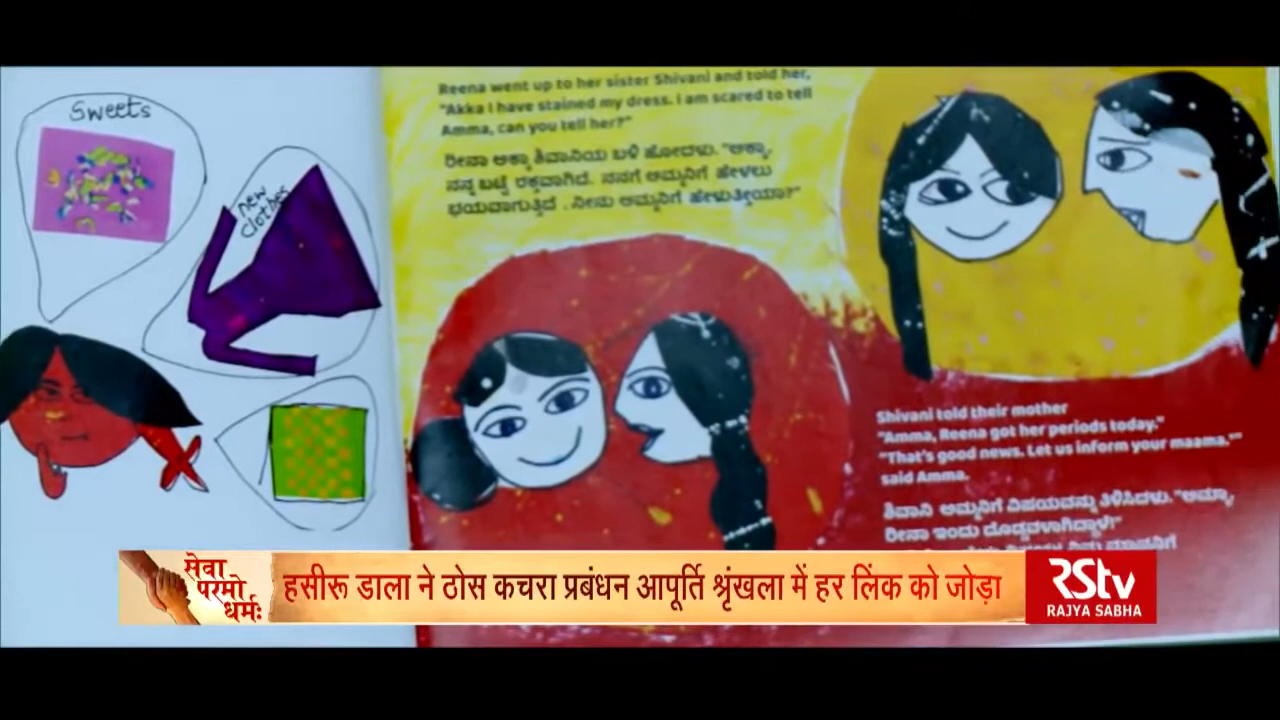 Sweets
new
clothes
Reena went up to her sister Shivani and told her,
"Akka I have stained my dress. I am scared to tell
Amma, can you tell her?"
ರೀನಾ ಅಕ್ಕಾ ಶಿವಾನಿಯ ಬಳಿ ಹೋದಳು. "ಅಕ್ಕಾ,
ನನ್ನ ಬಟ್ಟೆ ರಕ್ತವಾಗಿದೆ. ನನಗೆ ಅಮ್ಮನಿಗೆ ಹೇಳಲು
ಭಯವಾಗುತ್ತಿದೆ . ನೀನು ಅಮ್ಮನಿಗೆ ಹೇಳುತ್ತೀಯಾ?"
Shivani told their mother
"Amma, Reena got her periods today."
"That's good news. Let us inform your maama.""
said Amma.
ಶಿವಾನಿ ಅಮ್ಮನಿಗೆ ವಿಷಯವನ್ನು ತಿಳಿಸಿದಳು. "ಅಮ್ಮಾ,
ರೀನಾ ಇಂದು ದೊಡ್ಡವಳಾಗಿದ್ದಾಳೆ!"
सेवा
परमो
धर्मः
हसीरू डाला ने ठोस कचरा प्रबंधन आपूर्ति श्रृंखला में हर लिंक को जोड़ा
RSTV
RAJYA SABHA